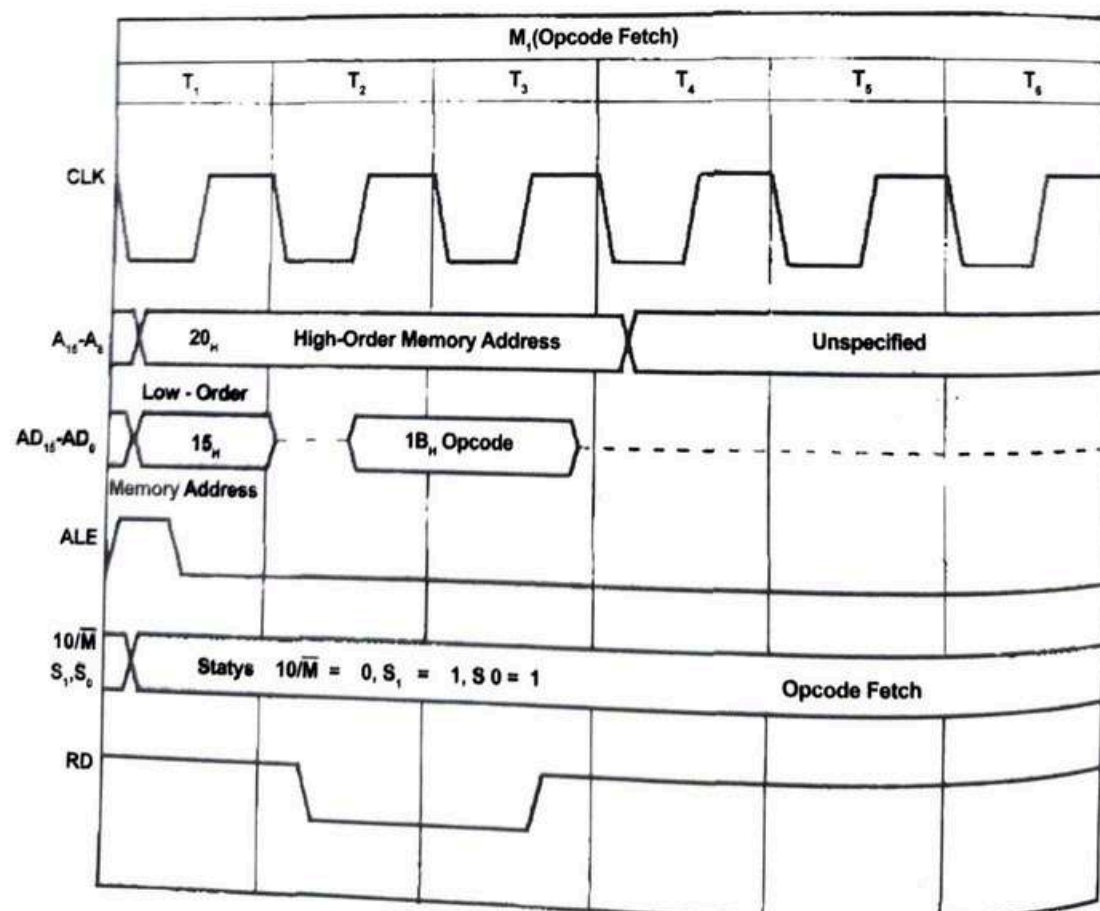 M₁(Opcode Fetch)
T₁ T₂ T₃ T₄ T₅ T₆
CLK
A₁₅-A₈ 20H High-Order Memory Address Unspecified
Low - Order
AD₁₅-AD₀ 15H 1BH Opcode
Memory Address
ALE
10/M̅
S₁,S₀ Statys 10/M̅ = 0, S₁ = 1, S 0 = 1 Opcode Fetch
RD